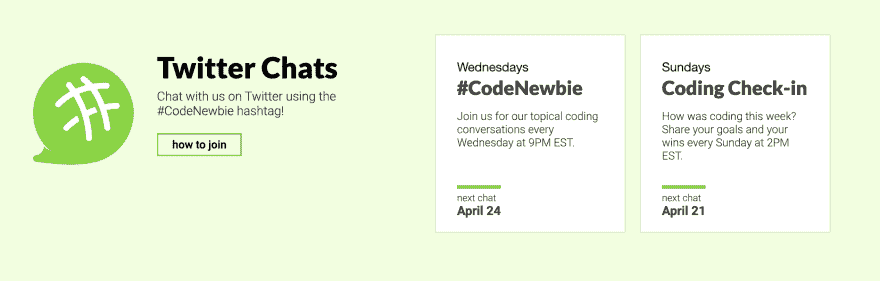 Twitter Chats
Chat with us on Twitter using the
#CodeNewbie hashtag!
how to join
Wednesdays
#CodeNewbie
Join us for our topical coding
conversations every
Wednesday at 9PM EST.
next chat
April 24
Sundays
Coding Check-in
How was coding this week?
Share your goals and your
wins every Sunday at 2PM
EST.
next chat
April 21